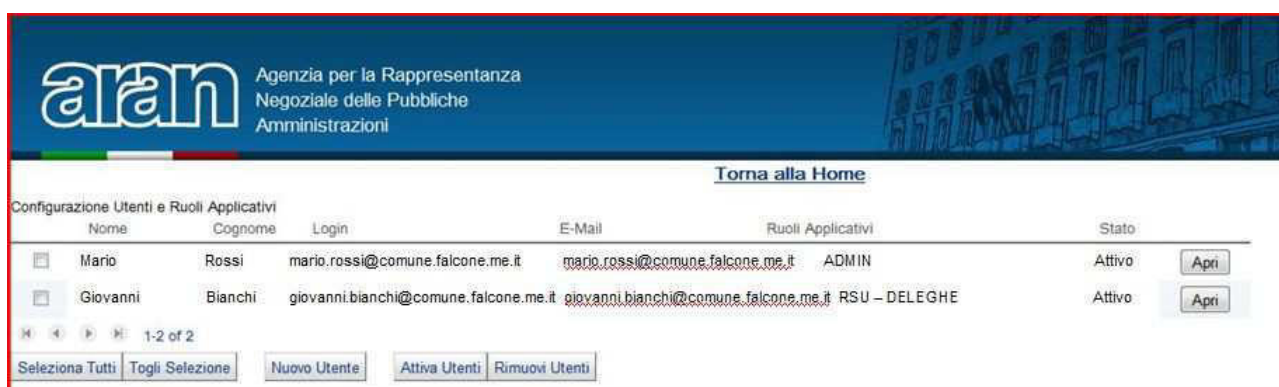 aran
Agenzia per la Rappresentanza
Negoziale delle Pubbliche
Amministrazioni
Torna alla Home
Configurazione Utenti e Ruoli Applicativi
Nome Cognome Login E-Mail Ruoli Applicativi Stato
Mario Rossi mario.rossi@comune.falcone.me.it mario.rossi@comune.falcone.me.it ADMIN Attivo Apri
Giovanni Bianchi giovanni.bianchi@comune.falcone.me.it giovanni.bianchi@comune.falcone.me.it RSU – DELEGHE Attivo Apri
1-2 of 2
Seleziona Tutti Togli Selezione Nuovo Utente Attiva Utenti Rimuovi Utenti